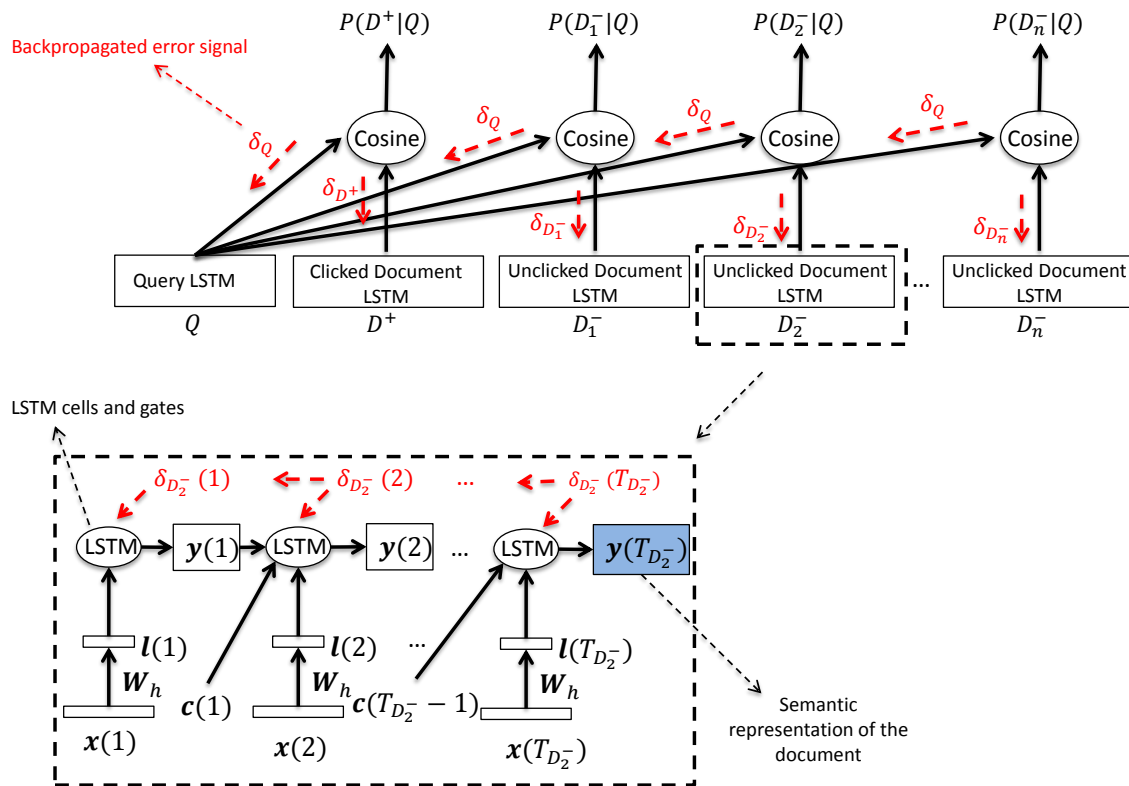 P(D⁺|Q) P(D₁⁻|Q) P(D₂⁻|Q) P(Dₙ⁻|Q)
Backpropagated error signal
δ_Q δ_Q δ_Q δ_Q
Cosine Cosine Cosine Cosine
δ_D⁺ δ_D₁⁻ δ_D₂⁻ δ_Dₙ⁻
Query LSTM
Clicked Document
LSTM
Unclicked Document
LSTM
Unclicked Document
LSTM
...
Unclicked Document
LSTM
Q D⁺ D₁⁻ D₂⁻ Dₙ⁻
LSTM cells and gates
δ_D₂⁻ (1) δ_D₂⁻ (2) ... δ_D₂⁻ (T_D₂⁻)
LSTM y(1) LSTM y(2) ... LSTM y(T_D₂⁻)
l(1) l(2) ... l(T_D₂⁻)
W_h W_h W_h
c(1) c(T_D₂⁻ − 1)
x(1) x(2) x(T_D₂⁻)
Semantic
representation of the
document